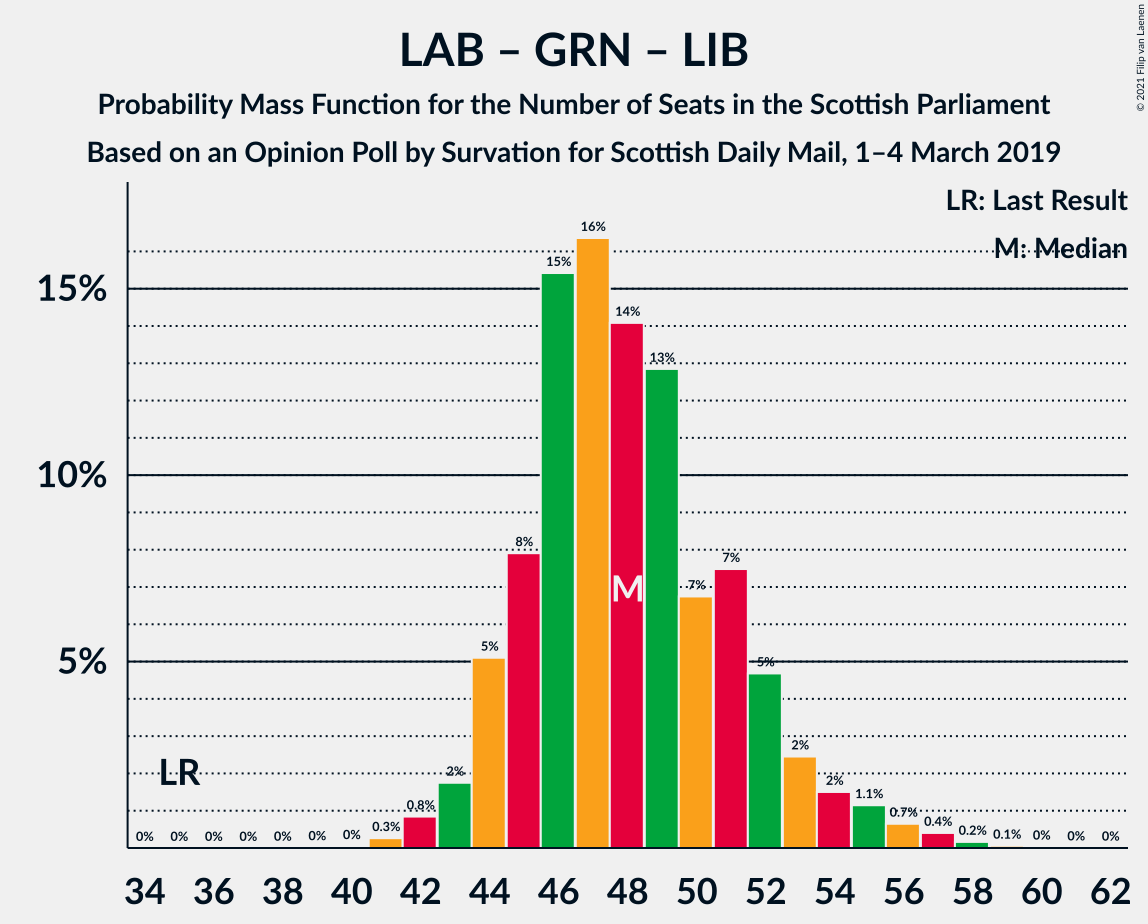 © 2021 Filip van Laenen
LAB – GRN – LIB
Probability Mass Function for the Number of Seats in the Scottish Parliament
Based on an Opinion Poll by Survation for Scottish Daily Mail, 1–4 March 2019
LR: Last Result
M: Median
15%
10%
5%
0% 0% 0% 0% 0% 0% 0% 0.3% 0.8% 2% 5% 8% 15% 16% 14% 13% 7% 7% 5% 2% 2% 1.1% 0.7% 0.4% 0.2% 0.1% 0% 0% 0%
M
LR
34 36 38 40 42 44 46 48 50 52 54 56 58 60 62